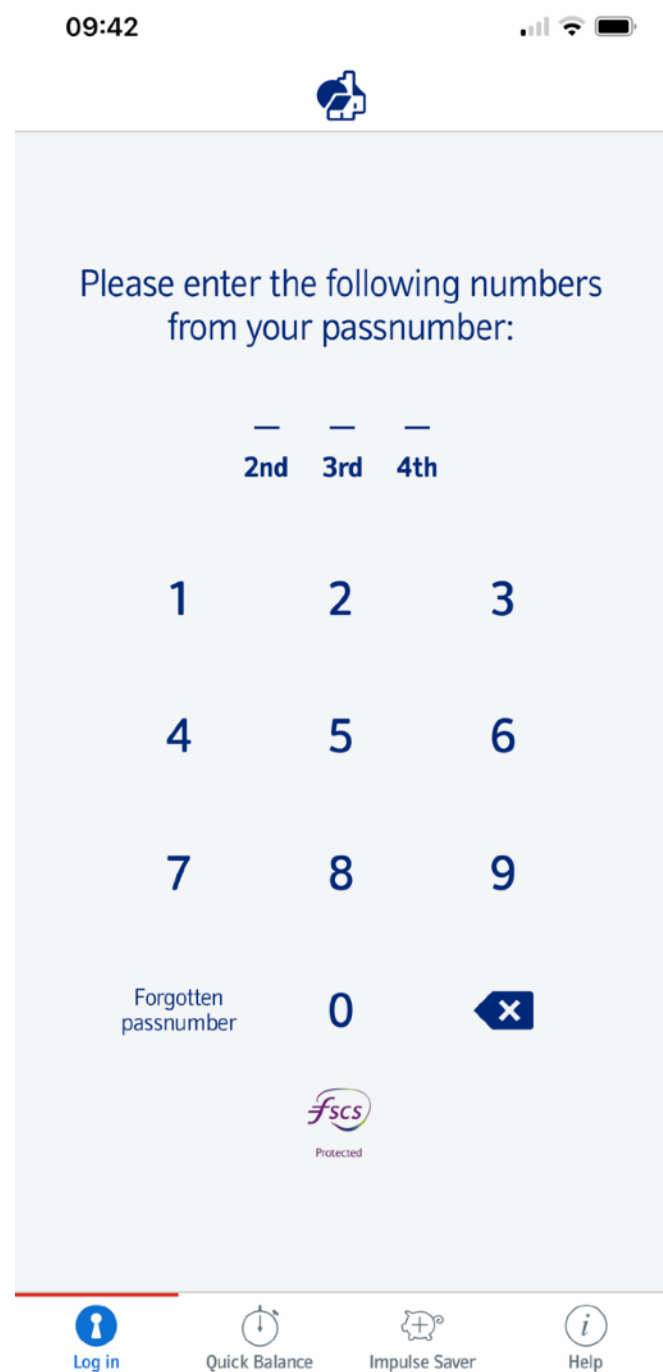 09:42
Please enter the following numbers
from your passnumber:
2nd 3rd 4th
1 2 3
4 5 6
7 8 9
Forgotten
passnumber
0
fscs
Protected
Log in Quick Balance Impulse Saver Help